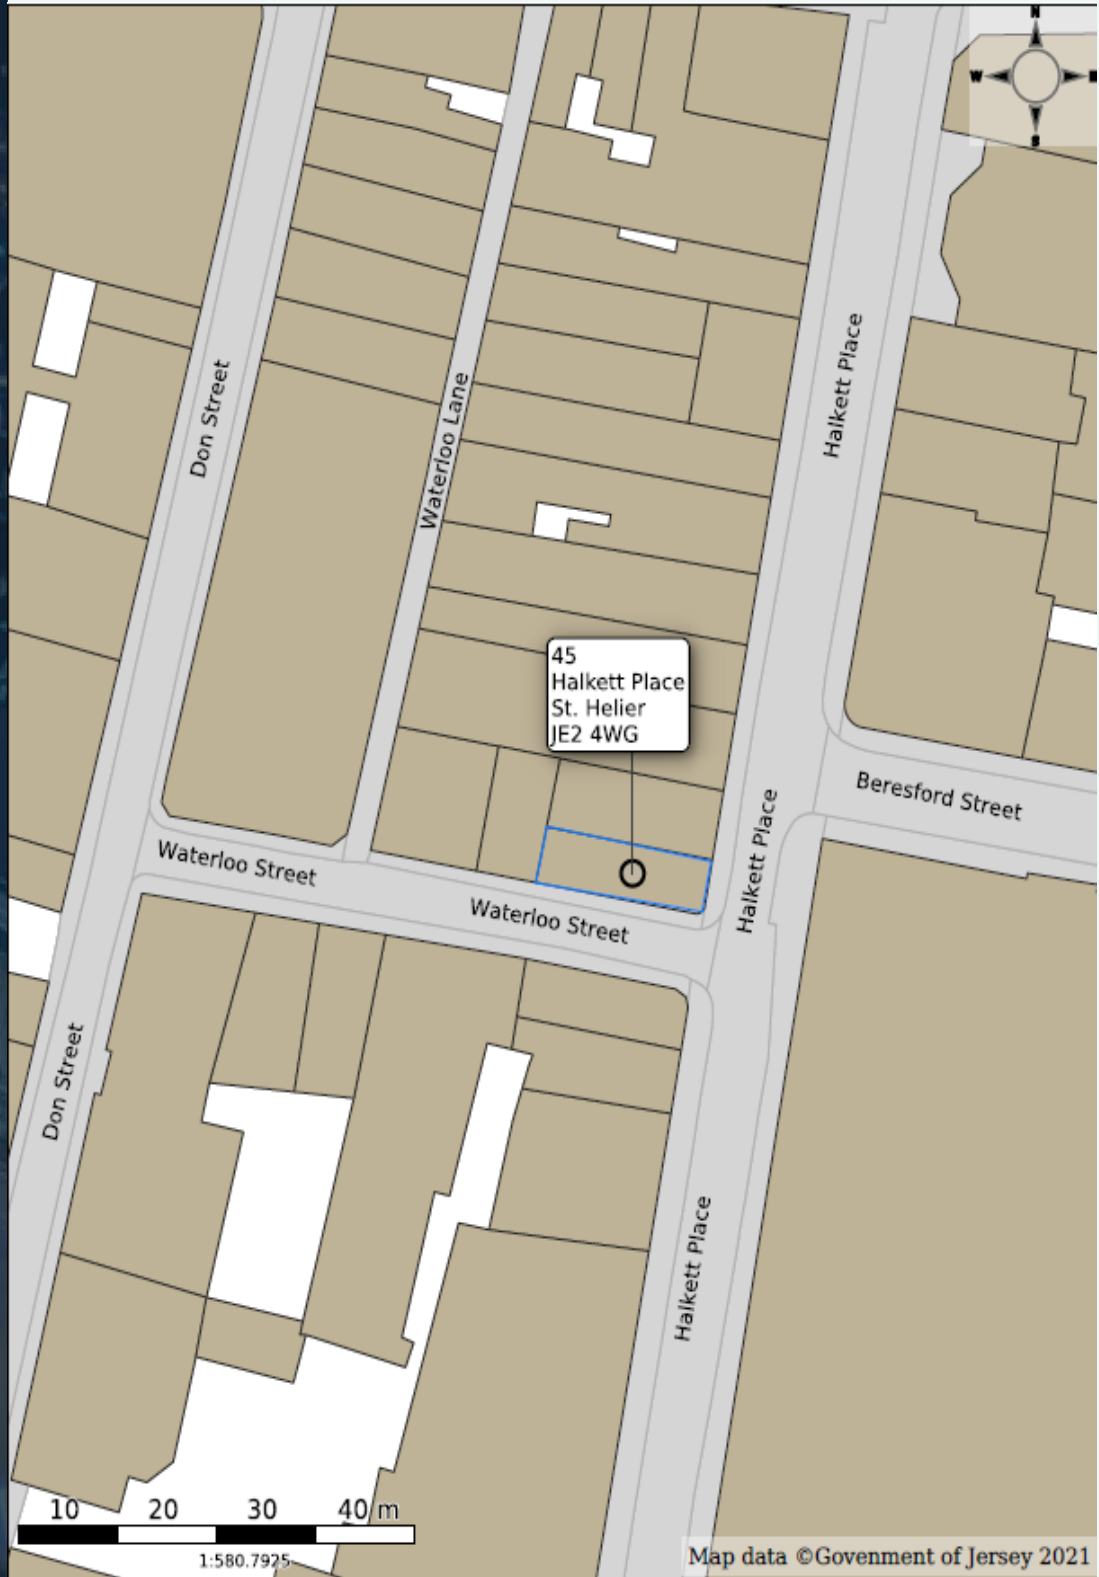 N
W
S
Halkett Place
Don Street
Waterloo Lane
45
Halkett Place
St. Helier
JE2 4WG
Beresford Street
Halkett Place
Waterloo Street
Waterloo Street
Don Street
Halkett Place
10 20 30 40 m
1:580.7925
Map data ©Govenment of Jersey 2021